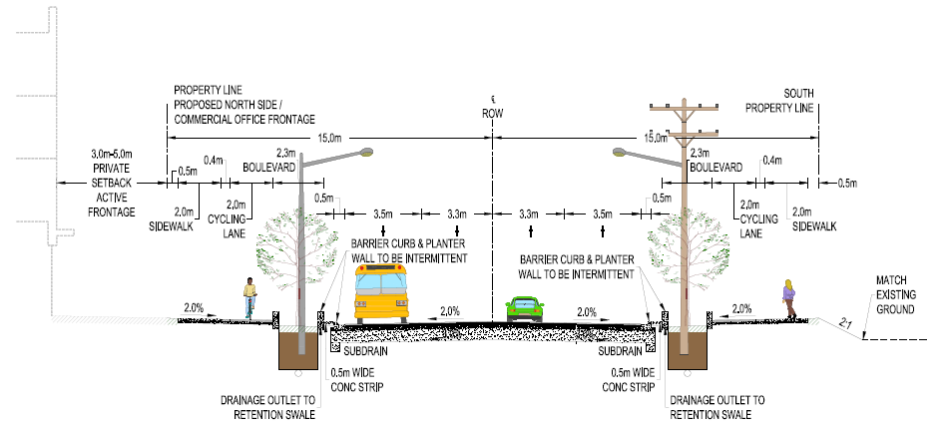 PROPERTY LINE
PROPOSED NORTH SIDE /
COMMERCIAL OFFICE FRONTAGE
℄
ROW
SOUTH
PROPERTY LINE
15.0m
15.0m
3.0m-5.0m
PRIVATE
SETBACK
ACTIVE
FRONTAGE
0.5m
0.4m
2.3m
BOULEVARD
2.0m
SIDEWALK
2.0m
CYCLING
LANE
0.5m
3.5m
3.3m
3.3m
3.5m
0.5m
2.3m
BOULEVARD
0.4m
0.5m
2.0m
CYCLING
LANE
2.0m
SIDEWALK
BARRIER CURB & PLANTER
WALL TO BE INTERMITTENT
BARRIER CURB & PLANTER
WALL TO BE INTERMITTENT
MATCH
EXISTING
GROUND
2.0%
2.0%
2.0%
2.0%
2:1
SUBDRAIN
SUBDRAIN
0.5m WIDE
CONC STRIP
0.5m WIDE
CONC STRIP
DRAINAGE OUTLET TO
RETENTION SWALE
DRAINAGE OUTLET TO
RETENTION SWALE